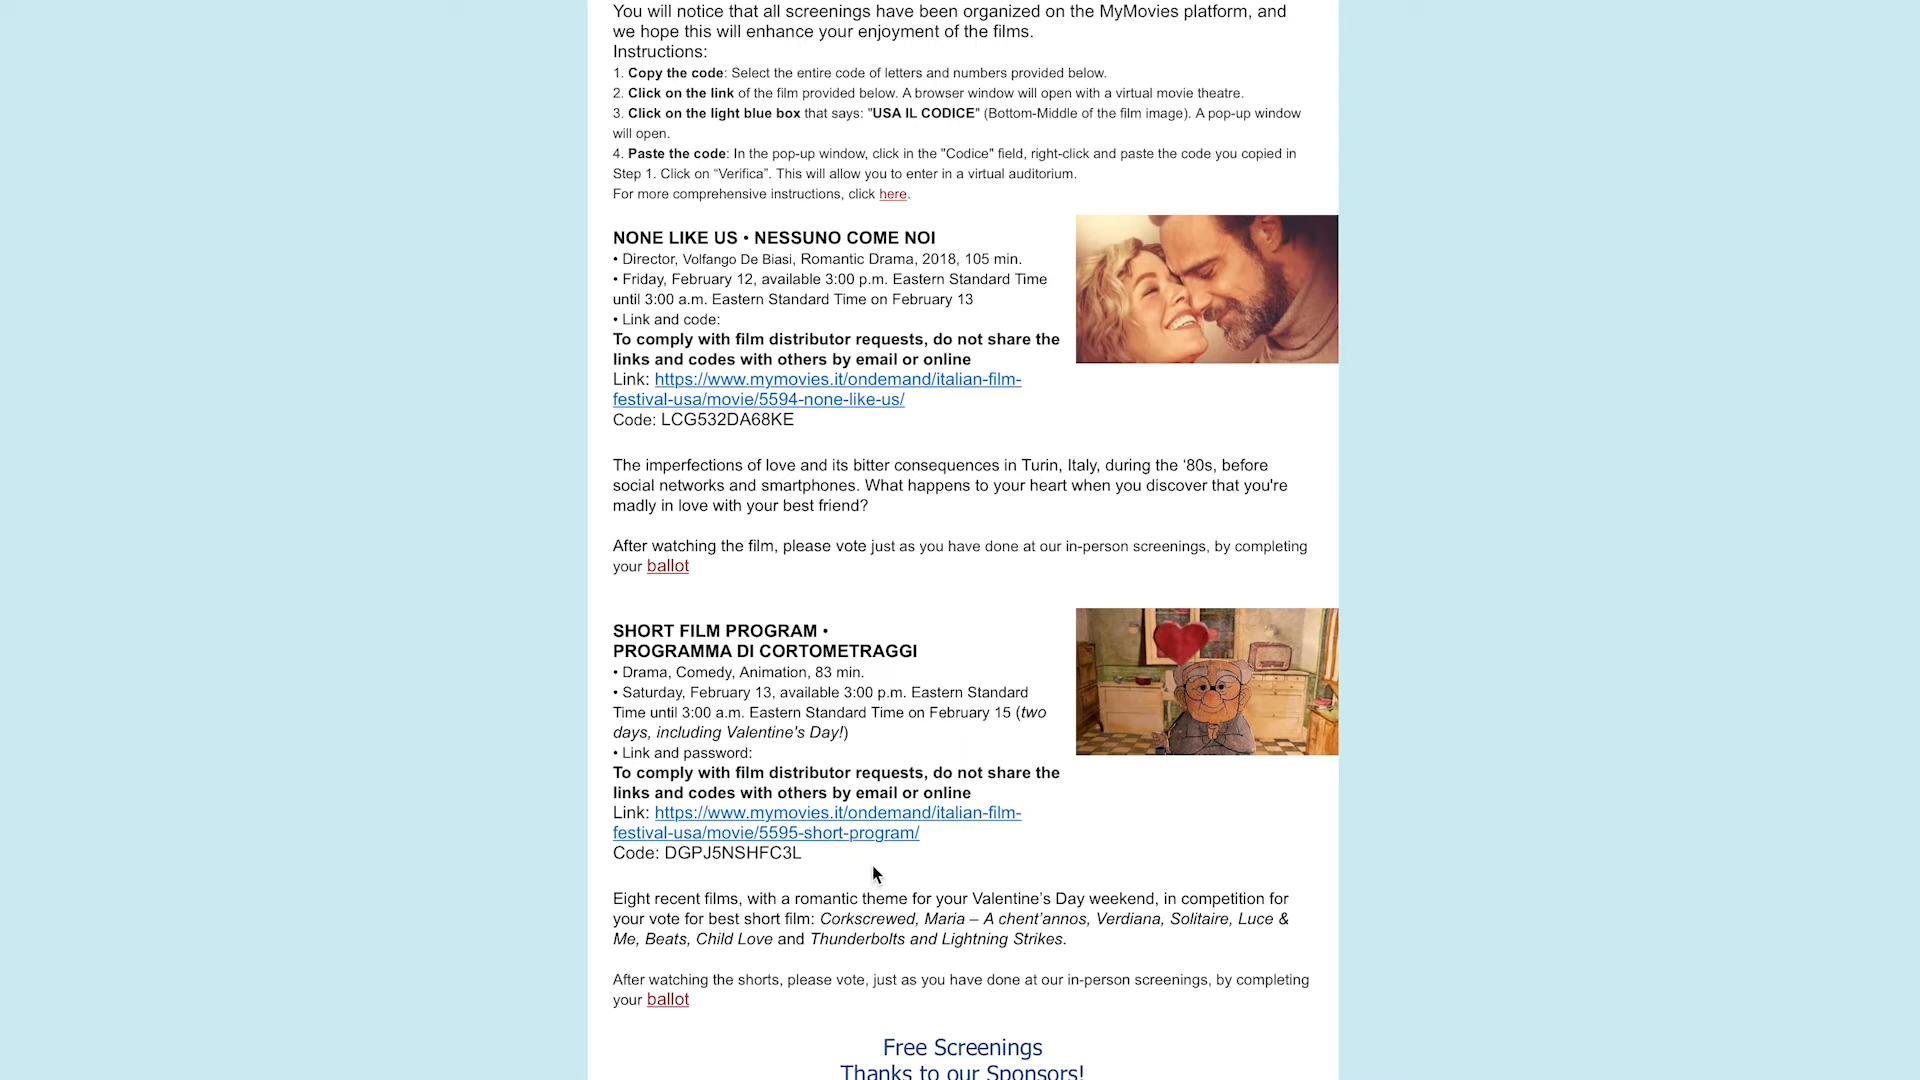 You will notice that all screenings have been organized on the MyMovies platform, and
we hope this will enhance your enjoyment of the films.
Instructions:
1. Copy the code: Select the entire code of letters and numbers provided below.
2. Click on the link of the film provided below. A browser window will open with a virtual movie theatre.
3. Click on the light blue box that says: "USA IL CODICE" (Bottom-Middle of the film image). A pop-up window
will open.
4. Paste the code: In the pop-up window, click in the "Codice" field, right-click and paste the code you copied in
Step 1. Click on “Verifica”. This will allow you to enter in a virtual auditorium.
For more comprehensive instructions, click here.
NONE LIKE US • NESSUNO COME NOI
• Director, Volfango De Biasi, Romantic Drama, 2018, 105 min.
• Friday, February 12, available 3:00 p.m. Eastern Standard Time
until 3:00 a.m. Eastern Standard Time on February 13
• Link and code:
To comply with film distributor requests, do not share the
links and codes with others by email or online
Link: https://www.mymovies.it/ondemand/italian-film-
festival-usa/movie/5594-none-like-us/
Code: LCG532DA68KE
The imperfections of love and its bitter consequences in Turin, Italy, during the ‘80s, before
social networks and smartphones. What happens to your heart when you discover that you're
madly in love with your best friend?
After watching the film, please vote just as you have done at our in-person screenings, by completing
your ballot
SHORT FILM PROGRAM •
PROGRAMMA DI CORTOMETRAGGI
• Drama, Comedy, Animation, 83 min.
• Saturday, February 13, available 3:00 p.m. Eastern Standard
Time until 3:00 a.m. Eastern Standard Time on February 15 (two
days, including Valentine's Day!)
• Link and password:
To comply with film distributor requests, do not share the
links and codes with others by email or online
Link: https://www.mymovies.it/ondemand/italian-film-
festival-usa/movie/5595-short-program/
Code: DGPJ5NSHFC3L
Eight recent films, with a romantic theme for your Valentine’s Day weekend, in competition for
your vote for best short film: Corkscrewed, Maria – A chent’annos, Verdiana, Solitaire, Luce &
Me, Beats, Child Love and Thunderbolts and Lightning Strikes.
After watching the shorts, please vote, just as you have done at our in-person screenings, by completing
your ballot
Free Screenings
Thanks to our Sponsors!